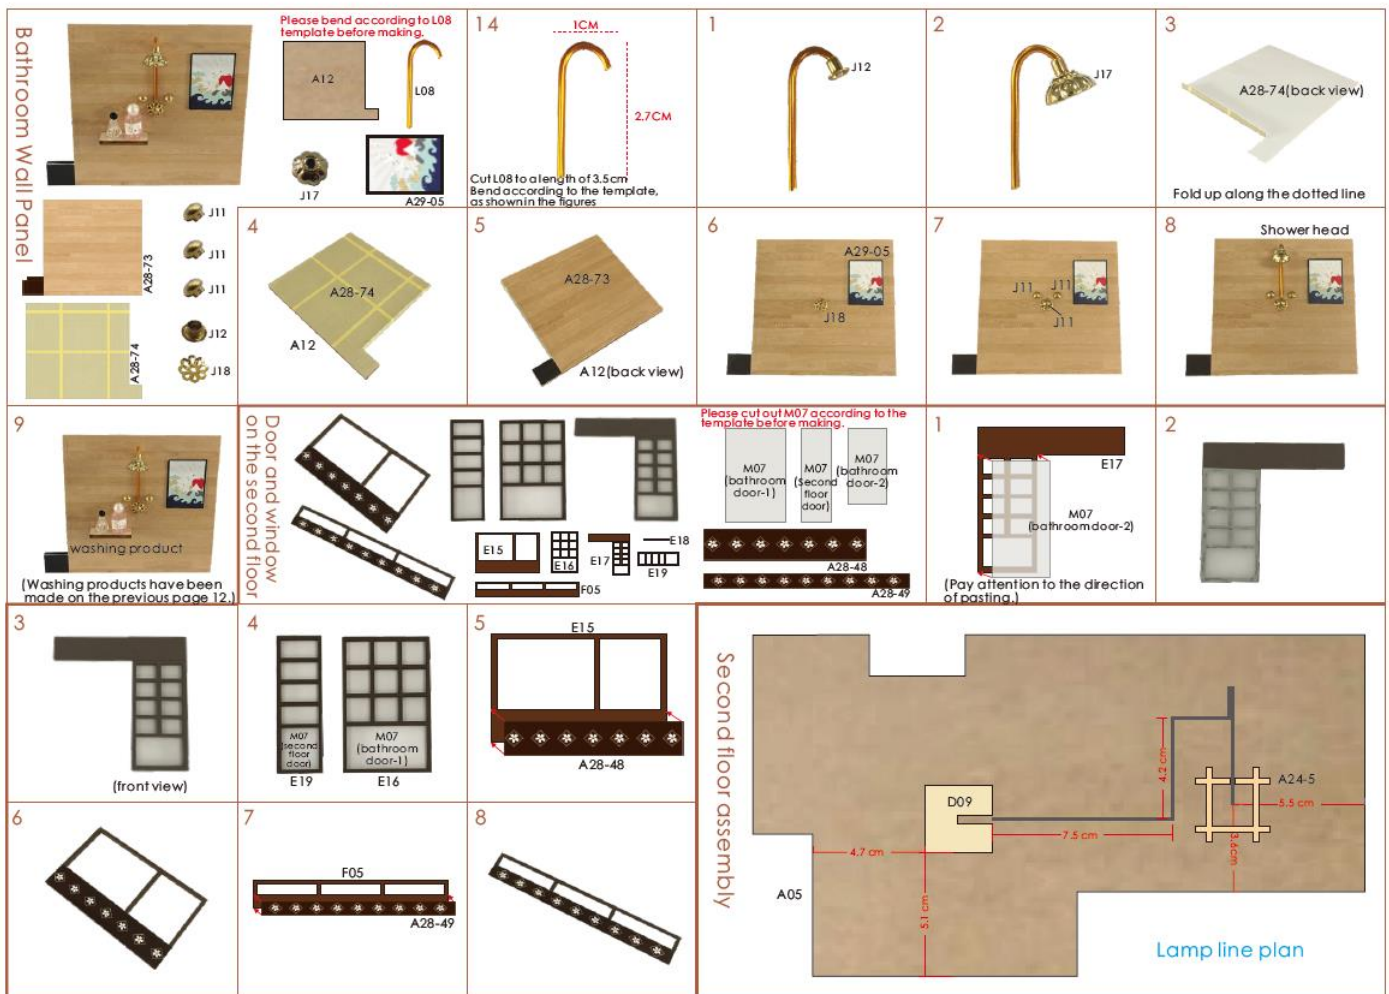 Bathroom Wall Panel
Please bend according to L08
template before making.
A12
L08
J17
A29-05
A28-73
A28-74
J11
J11
J11
J12
J18
14
1CM
2.7CM
Cut L08 to a length of 3.5cm
Bend according to the template,
as shown in the figures
1
J12
2
J17
3
A28-74(back view)
Fold up along the dotted line
4
A28-74
A12
5
A28-73
A12(back view)
6
A29-05
J18
7
J11
J11
J11
8
Shower head
9
washing product
(Washing products have been
made on the previous page 12.)
Door and window
on the second floor
E15
E16
E17
E18
E19
F05
Please cut out M07 according to the
template before making.
M07
(bathroom
door-1)
M07
(Second
floor
door)
M07
(bathroom
door-2)
A28-48
A28-49
1
E17
M07
(bathroom door-2)
(Pay attention to the direction
of pasting.)
2
3
(front view)
4
M07
(second
floor
door)
E19
M07
(bathroom
door-1)
E16
5
E15
A28-48
6
7
F05
A28-49
8
Second floor assembly
D09
A24-5
4.2 cm
5.5 cm
7.5 cm
3.6cm
4.7 cm
5.1 cm
A05
Lamp line plan